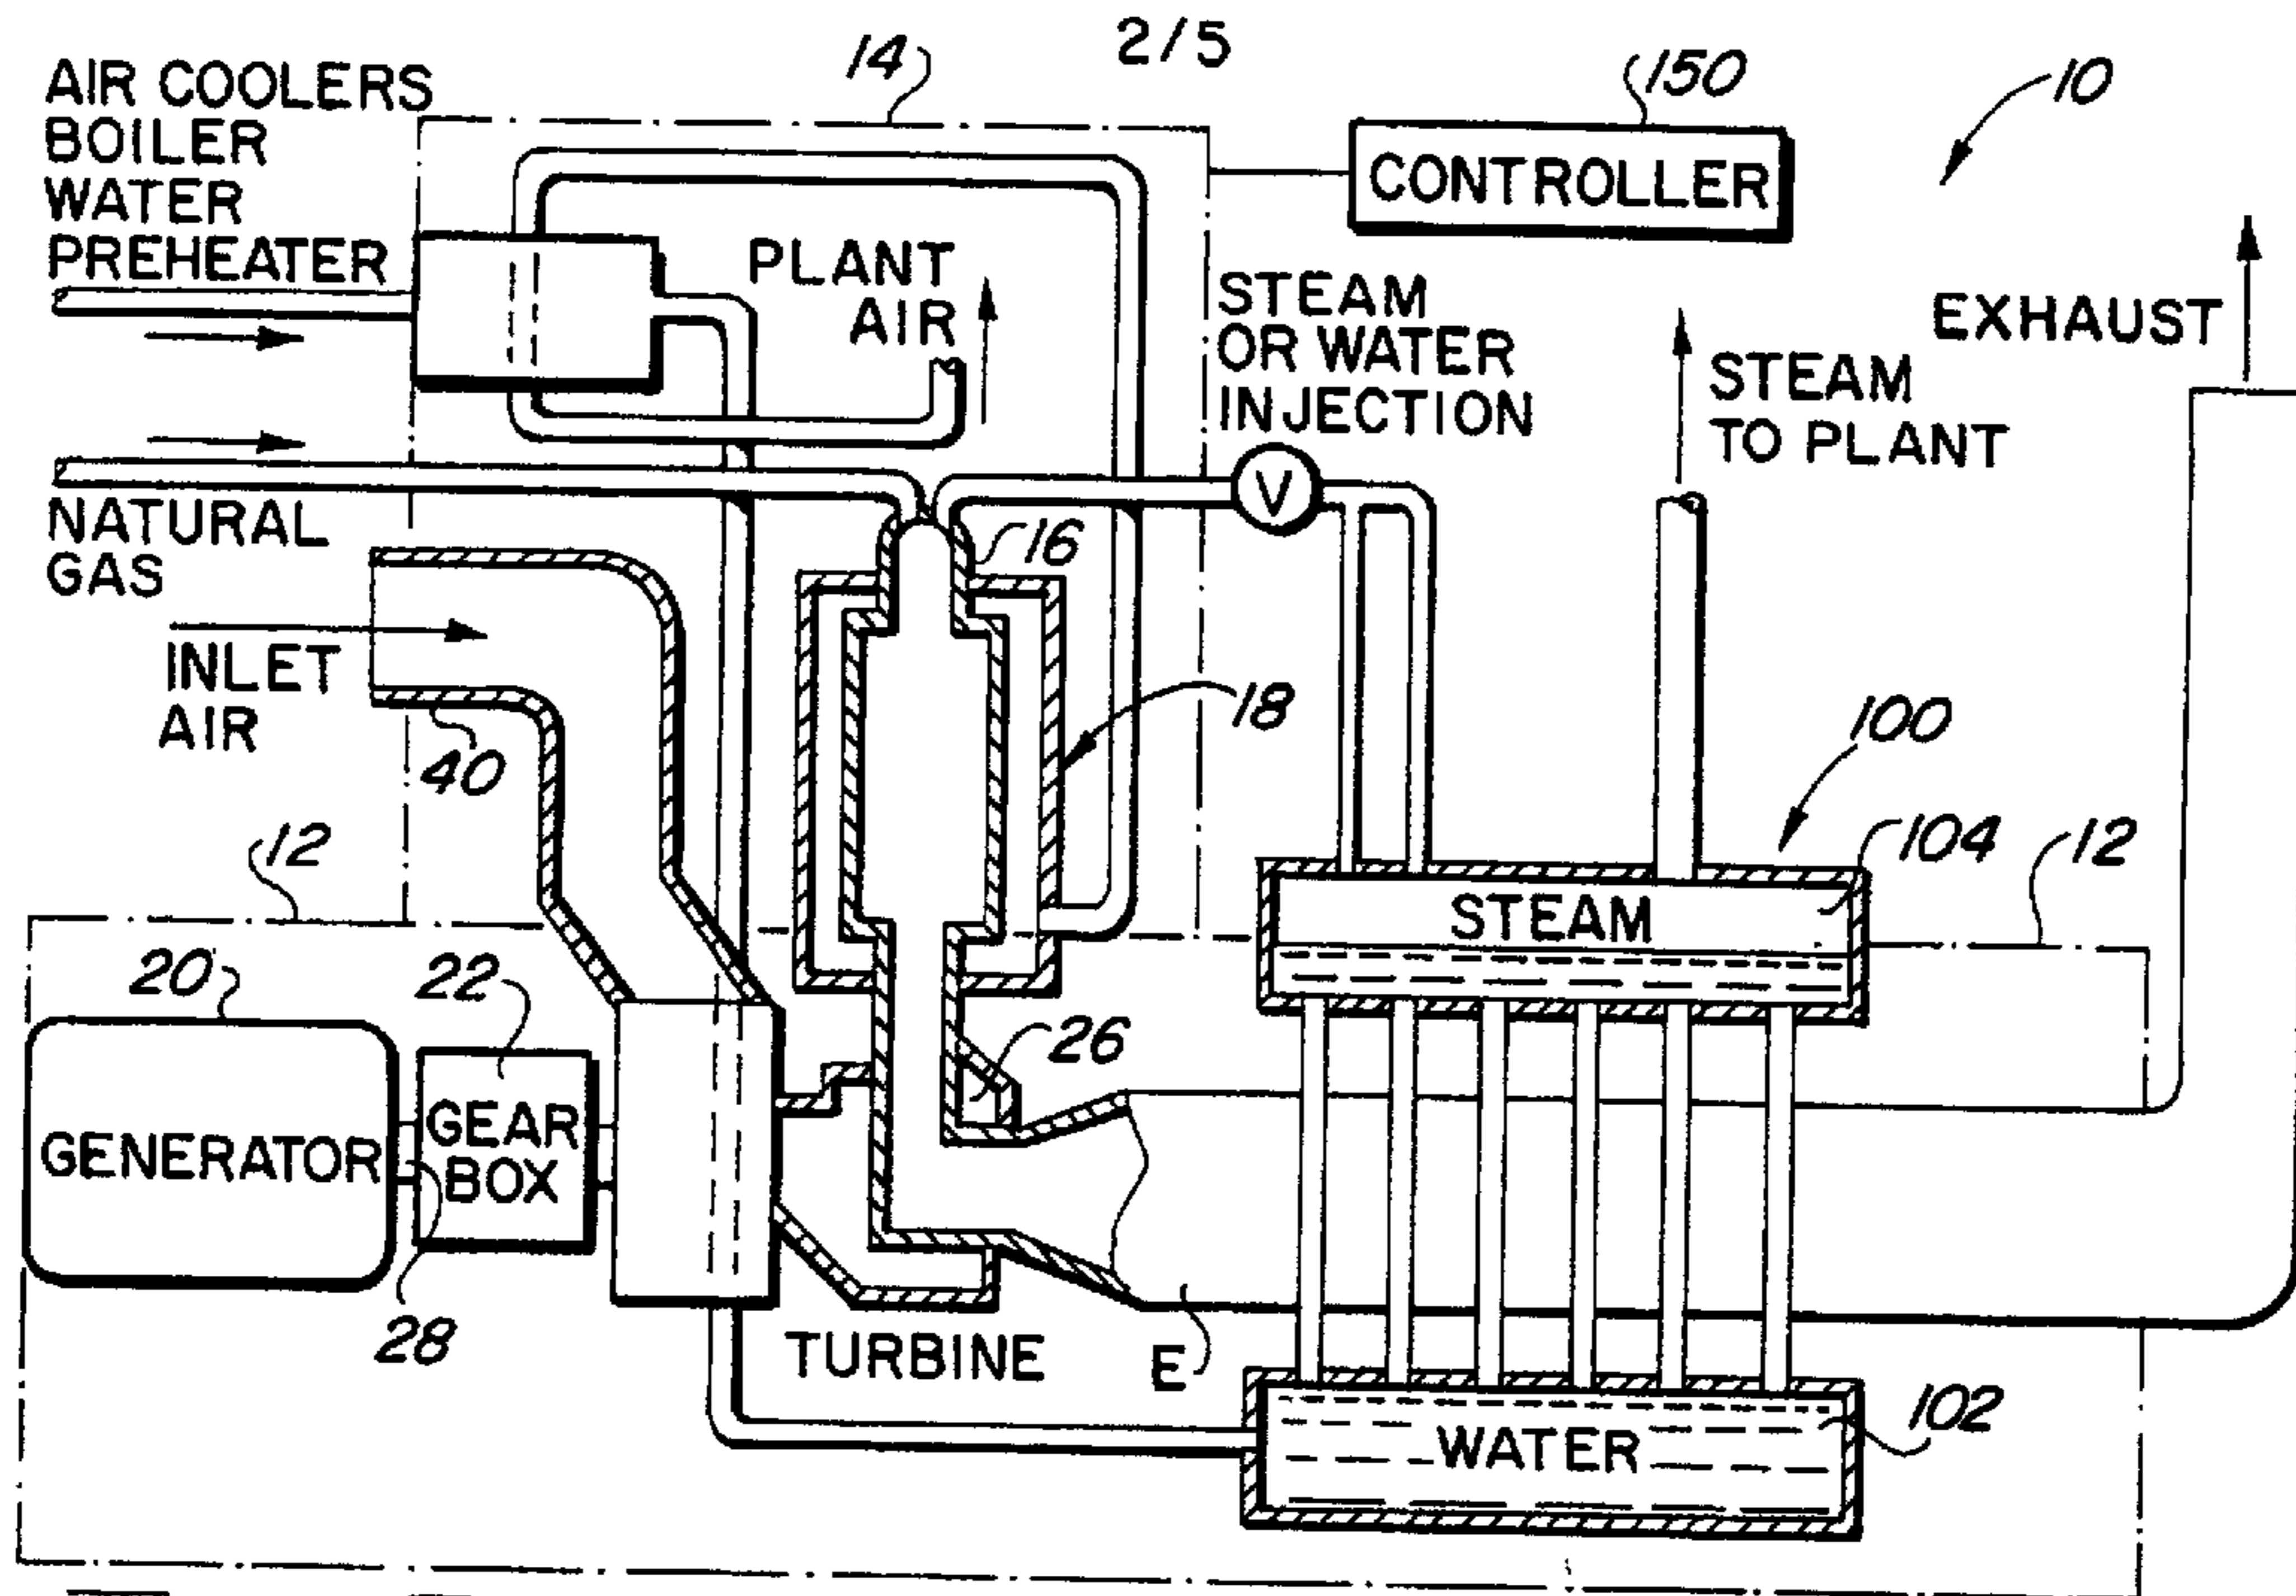 2/5
14
150
10
AIR COOLERS
BOILER
WATER
PREHEATER
CONTROLLER
PLANT
AIR
STEAM
OR WATER
INJECTION
EXHAUST
STEAM
TO PLANT
V
NATURAL
GAS
16
INLET
AIR
40
18
100
12
104
12
STEAM
20
22
26
GENERATOR
GEAR
BOX
28
TURBINE
E
102
WATER